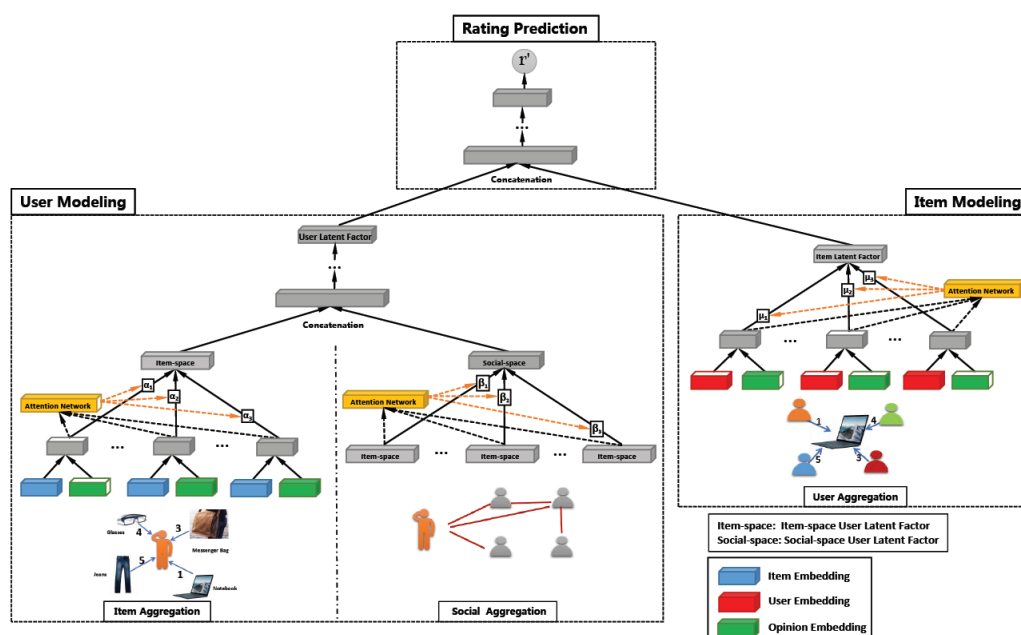 Rating Prediction
r'
...
Concatenation
User Modeling
Item Modeling
User Latent Factor
...
Concatenation
Item Latent Factor
μ₁
μ₂
μ₃
Attention Network
...
...
Item-space
Social-space
α₁
α₂
α₃
Attention Network
β₁
β₂
β₃
Attention Network
...
...
Item-space
...
Item-space
...
Item-space
Glasses
4
3
Messenger Bag
Jeans
5
1
Notebook
Item Aggregation
Social Aggregation
1
4
5
3
User Aggregation
Item-space: Item-space User Latent Factor
Social-space: Social-space User Latent Factor
Item Embedding
User Embedding
Opinion Embedding